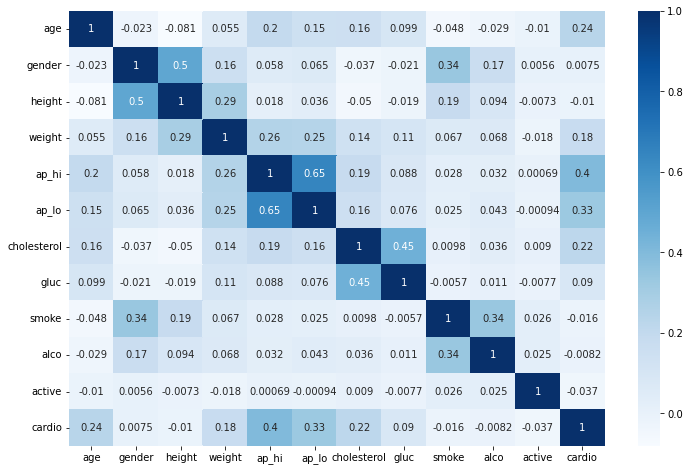 age 1 -0.023 -0.081 0.055 0.2 0.15 0.16 0.099 -0.048 -0.029 -0.01 0.24
gender -0.023 1 0.5 0.16 0.058 0.065 -0.037 -0.021 0.34 0.17 0.0056 0.0075
height -0.081 0.5 1 0.29 0.018 0.036 -0.05 -0.019 0.19 0.094 -0.0073 -0.01
weight 0.055 0.16 0.29 1 0.26 0.25 0.14 0.11 0.067 0.068 -0.018 0.18
ap_hi 0.2 0.058 0.018 0.26 1 0.65 0.19 0.088 0.028 0.032 0.00069 0.4
ap_lo 0.15 0.065 0.036 0.25 0.65 1 0.16 0.076 0.025 0.043 -0.00094 0.33
cholesterol 0.16 -0.037 -0.05 0.14 0.19 0.16 1 0.45 0.0098 0.036 0.009 0.22
gluc 0.099 -0.021 -0.019 0.11 0.088 0.076 0.45 1 -0.0057 0.011 -0.0077 0.09
smoke -0.048 0.34 0.19 0.067 0.028 0.025 0.0098 -0.0057 1 0.34 0.026 -0.016
alco -0.029 0.17 0.094 0.068 0.032 0.043 0.036 0.011 0.34 1 0.025 -0.0082
active -0.01 0.0056 -0.0073 -0.018 0.00069 -0.00094 0.009 -0.0077 0.026 0.025 1 -0.037
cardio 0.24 0.0075 -0.01 0.18 0.4 0.33 0.22 0.09 -0.016 -0.0082 -0.037 1
age gender height weight ap_hi ap_lo cholesterol gluc smoke alco active cardio
1.0
0.8
0.6
0.4
0.2
0.0